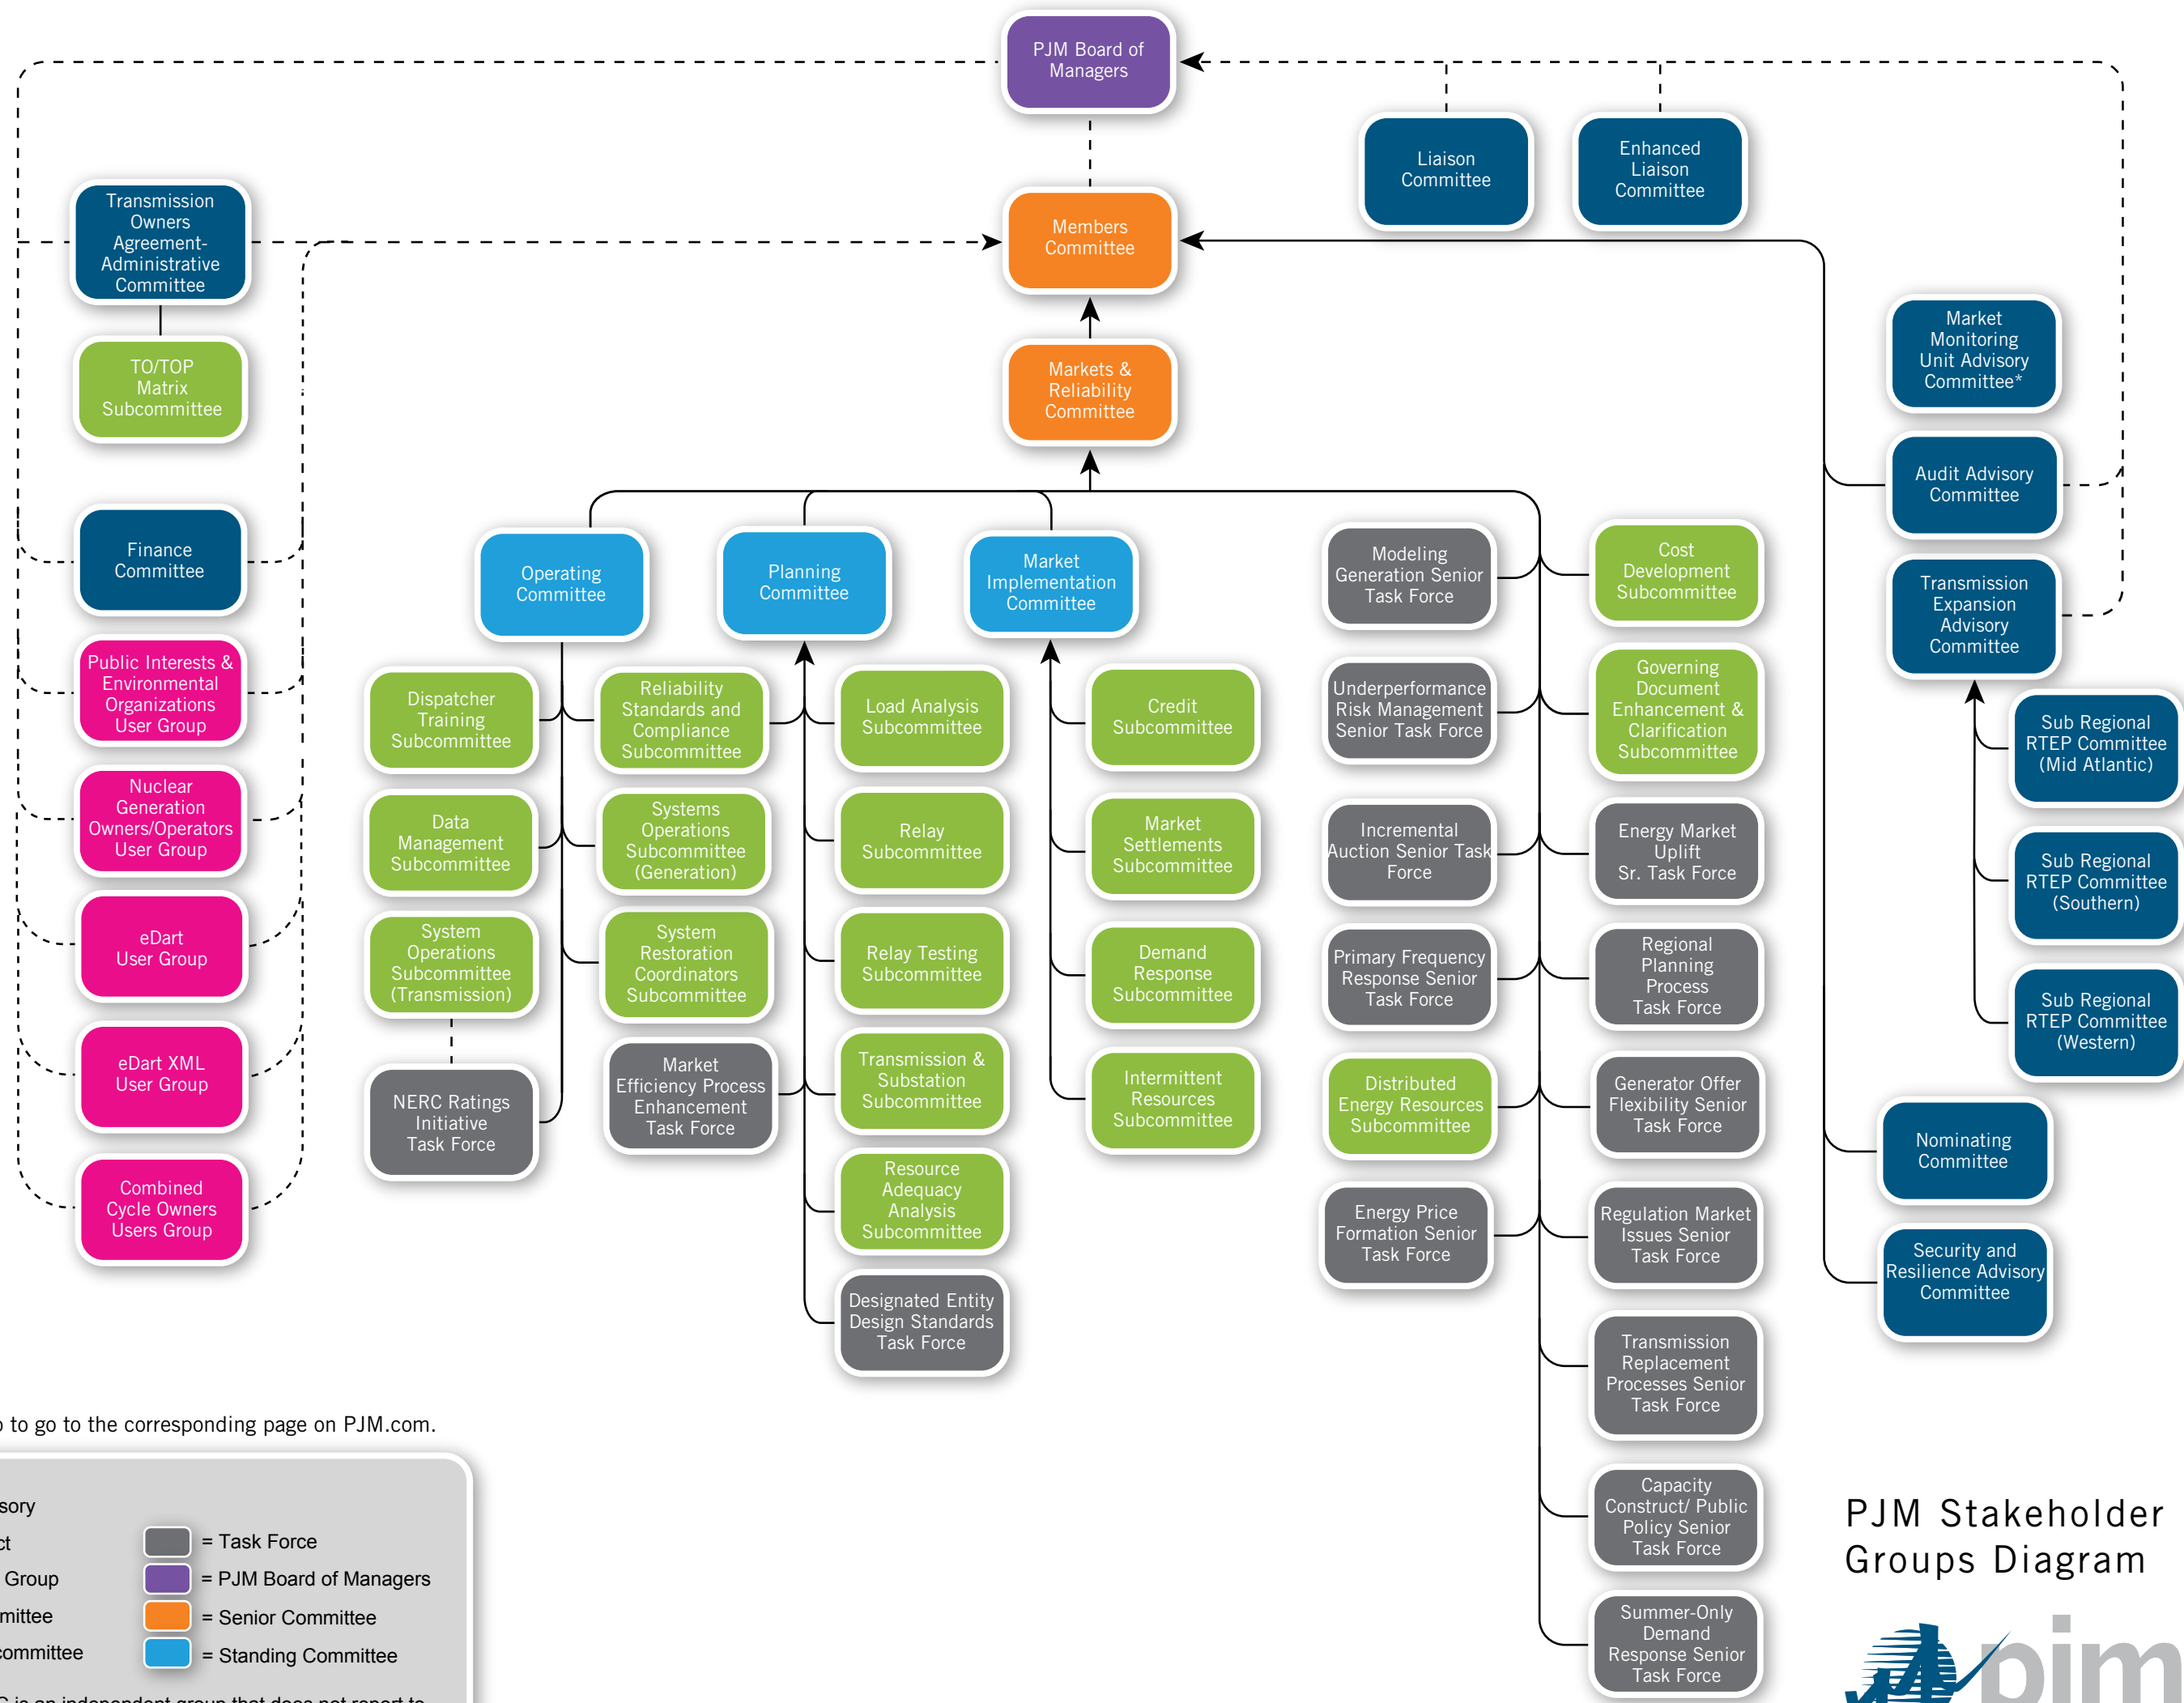 PJM Board of
Managers
Liaison
Committee
Enhanced
Liaison
Committee
Transmission
Owners
Agreement-
Administrative
Committee
Members
Committee
TO/TOP
Matrix
Subcommittee
Markets &
Reliability
Committee
Market
Monitoring
Unit Advisory
Committee*
Audit Advisory
Committee
Finance
Committee
Operating
Committee
Planning
Committee
Market
Implementation
Committee
Modeling
Generation Senior
Task Force
Cost
Development
Subcommittee
Transmission
Expansion
Advisory
Committee
Public Interests &
Environmental
Organizations
User Group
Dispatcher
Training
Subcommittee
Reliability
Standards and
Compliance
Subcommittee
Load Analysis
Subcommittee
Credit
Subcommittee
Underperformance
Risk Management
Senior Task Force
Governing
Document
Enhancement &
Clarification
Subcommittee
Sub Regional
RTEP Committee
(Mid Atlantic)
Nuclear
Generation
Owners/Operators
User Group
Data
Management
Subcommittee
Systems
Operations
Subcommittee
(Generation)
Relay
Subcommittee
Market
Settlements
Subcommittee
Incremental
Auction Senior Task
Force
Energy Market
Uplift
Sr. Task Force
Sub Regional
RTEP Committee
(Southern)
eDart
User Group
System
Operations
Subcommittee
(Transmission)
System
Restoration
Coordinators
Subcommittee
Relay Testing
Subcommittee
Demand
Response
Subcommittee
Primary Frequency
Response Senior
Task Force
Regional
Planning
Process
Task Force
Sub Regional
RTEP Committee
(Western)
eDart XML
User Group
NERC Ratings
Initiative
Task Force
Market
Efficiency Process
Enhancement
Task Force
Transmission &
Substation
Subcommittee
Intermittent
Resources
Subcommittee
Distributed
Energy Resources
Subcommittee
Generator Offer
Flexibility Senior
Task Force
Nominating
Committee
Combined
Cycle Owners
Users Group
Resource
Adequacy
Analysis
Subcommittee
Energy Price
Formation Senior
Task Force
Regulation Market
Issues Senior
Task Force
Security and
Resilience Advisory
Committee
Designated Entity
Design Standards
Task Force
Transmission
Replacement
Processes Senior
Task Force
to go to the corresponding page on PJM.com.
Capacity
Construct/ Public
Policy Senior
Task Force
Summer-Only
Demand
Response Senior
Task Force
= Task Force
Group
= PJM Board of Managers
= Senior Committee
= Standing Committee
is an independent group that does not report to
PJM Stakeholder
Groups Diagram
pjm